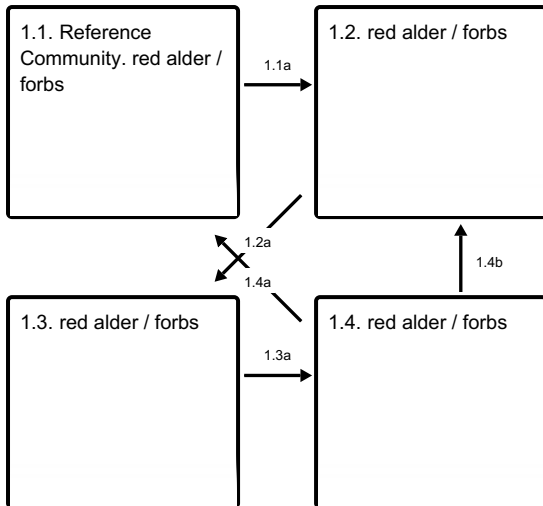 1.1. Reference
Community. red alder /
forbs
1.1a
1.2. red alder / forbs
1.2a
1.4a
1.4b
1.3. red alder / forbs
1.3a
1.4. red alder / forbs